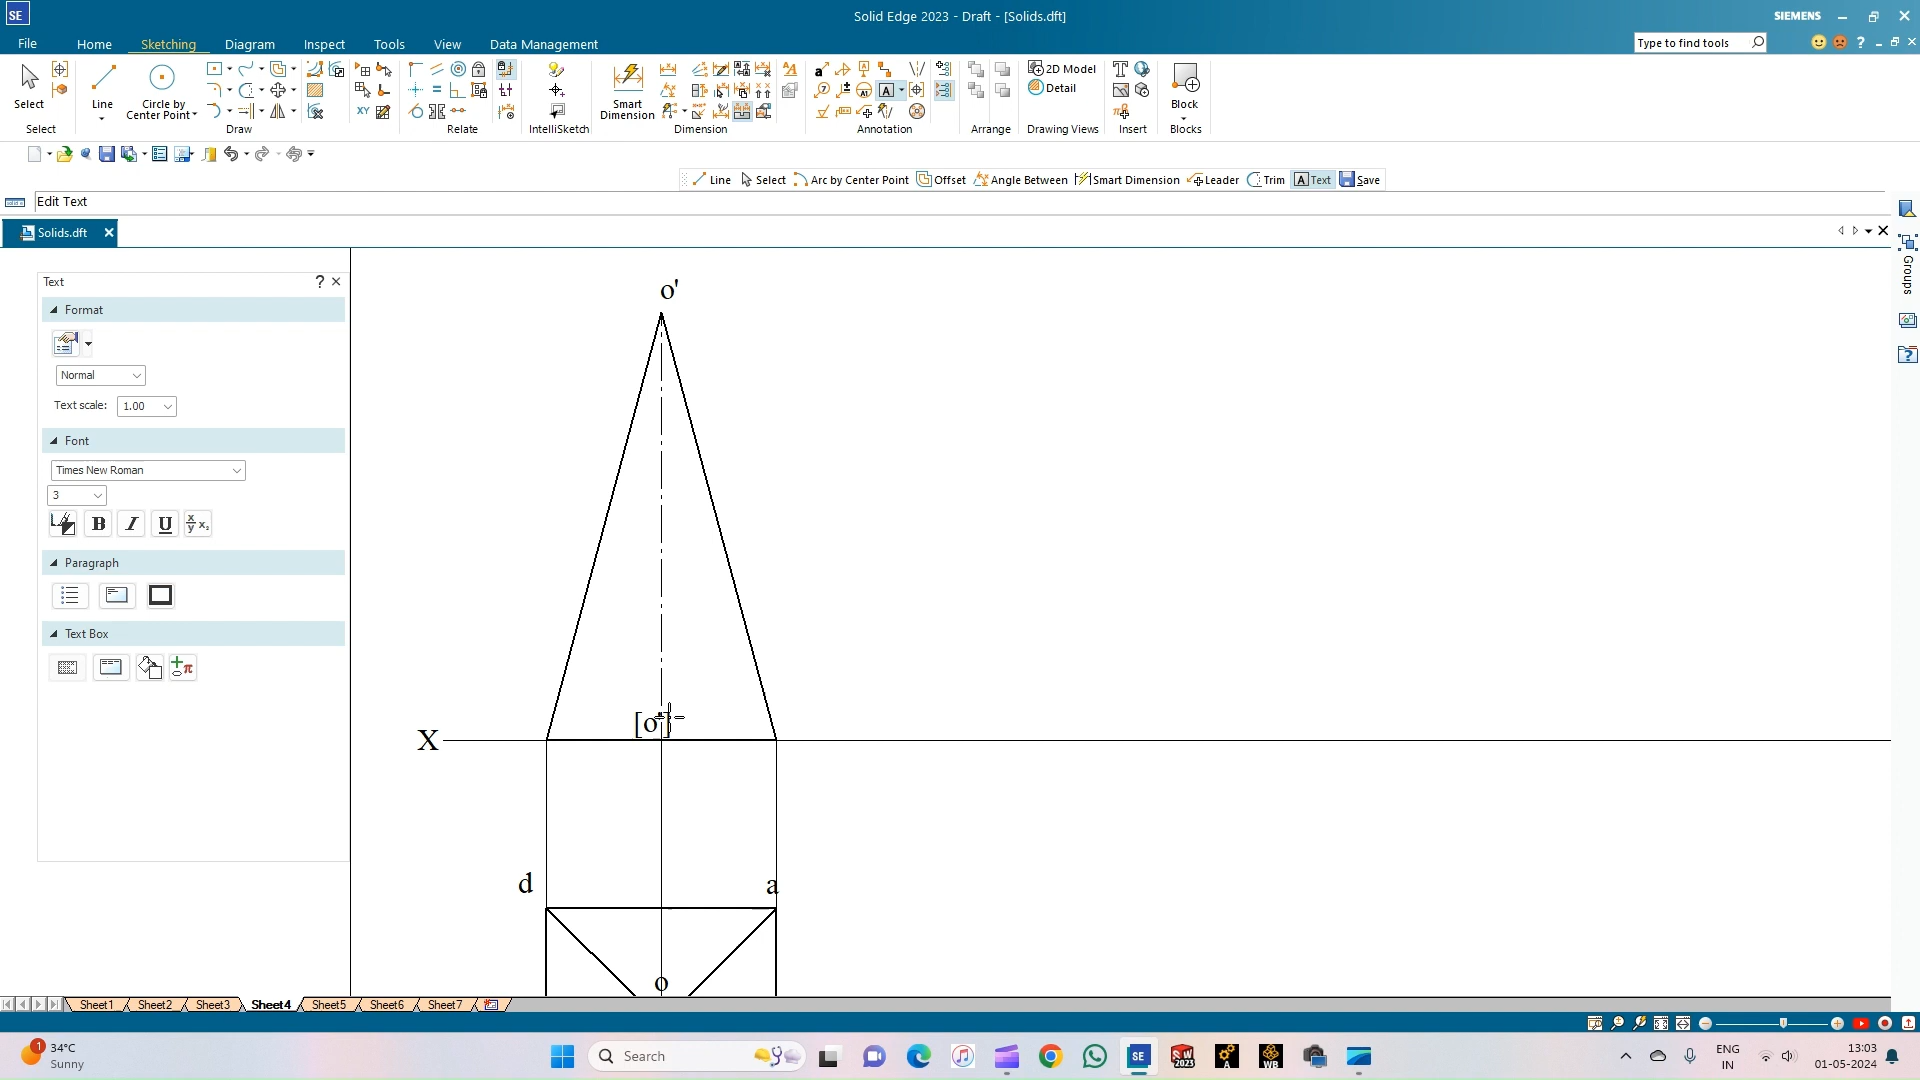 SE
Solid Edge 2023 - Draft - [Solids.dft]
SIEMENS
File Home Sketching Diagram Inspect Tools View Data Management
Type to find tools
Select
Line
Circle by
Center Point
Smart
Dimension
2D Model
Detail
Block
Select Draw Relate IntelliSketch Dimension Annotation Arrange Drawing Views Insert Blocks
Line Select Arc by Center Point Offset Angle Between Smart Dimension Leader Trim Text Save
Edit Text
Solids.dft
Groups
Text
Format
Normal
Text scale: 1.00
Font
Times New Roman
3
B I U
Paragraph
Text Box
o'
[o']
X
d a
o
Sheet1 Sheet2 Sheet3 Sheet4 Sheet5 Sheet6 Sheet7
1
34°C
Sunny
Search
ENG
IN
13:03
01-05-2024